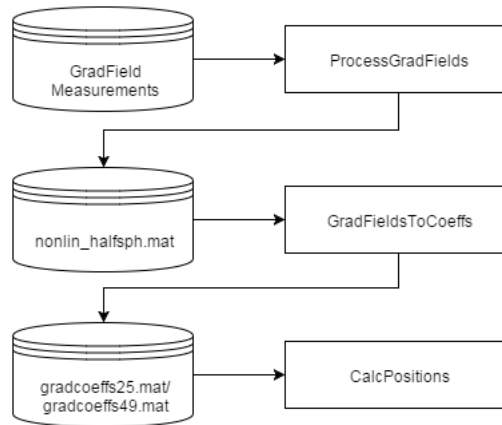 GradField
Measurements
ProcessGradFields
nonlin_halfsph.mat
GradFieldsToCoeffs
gradcoeffs25.mat/
gradcoeffs49.mat
CalcPositions